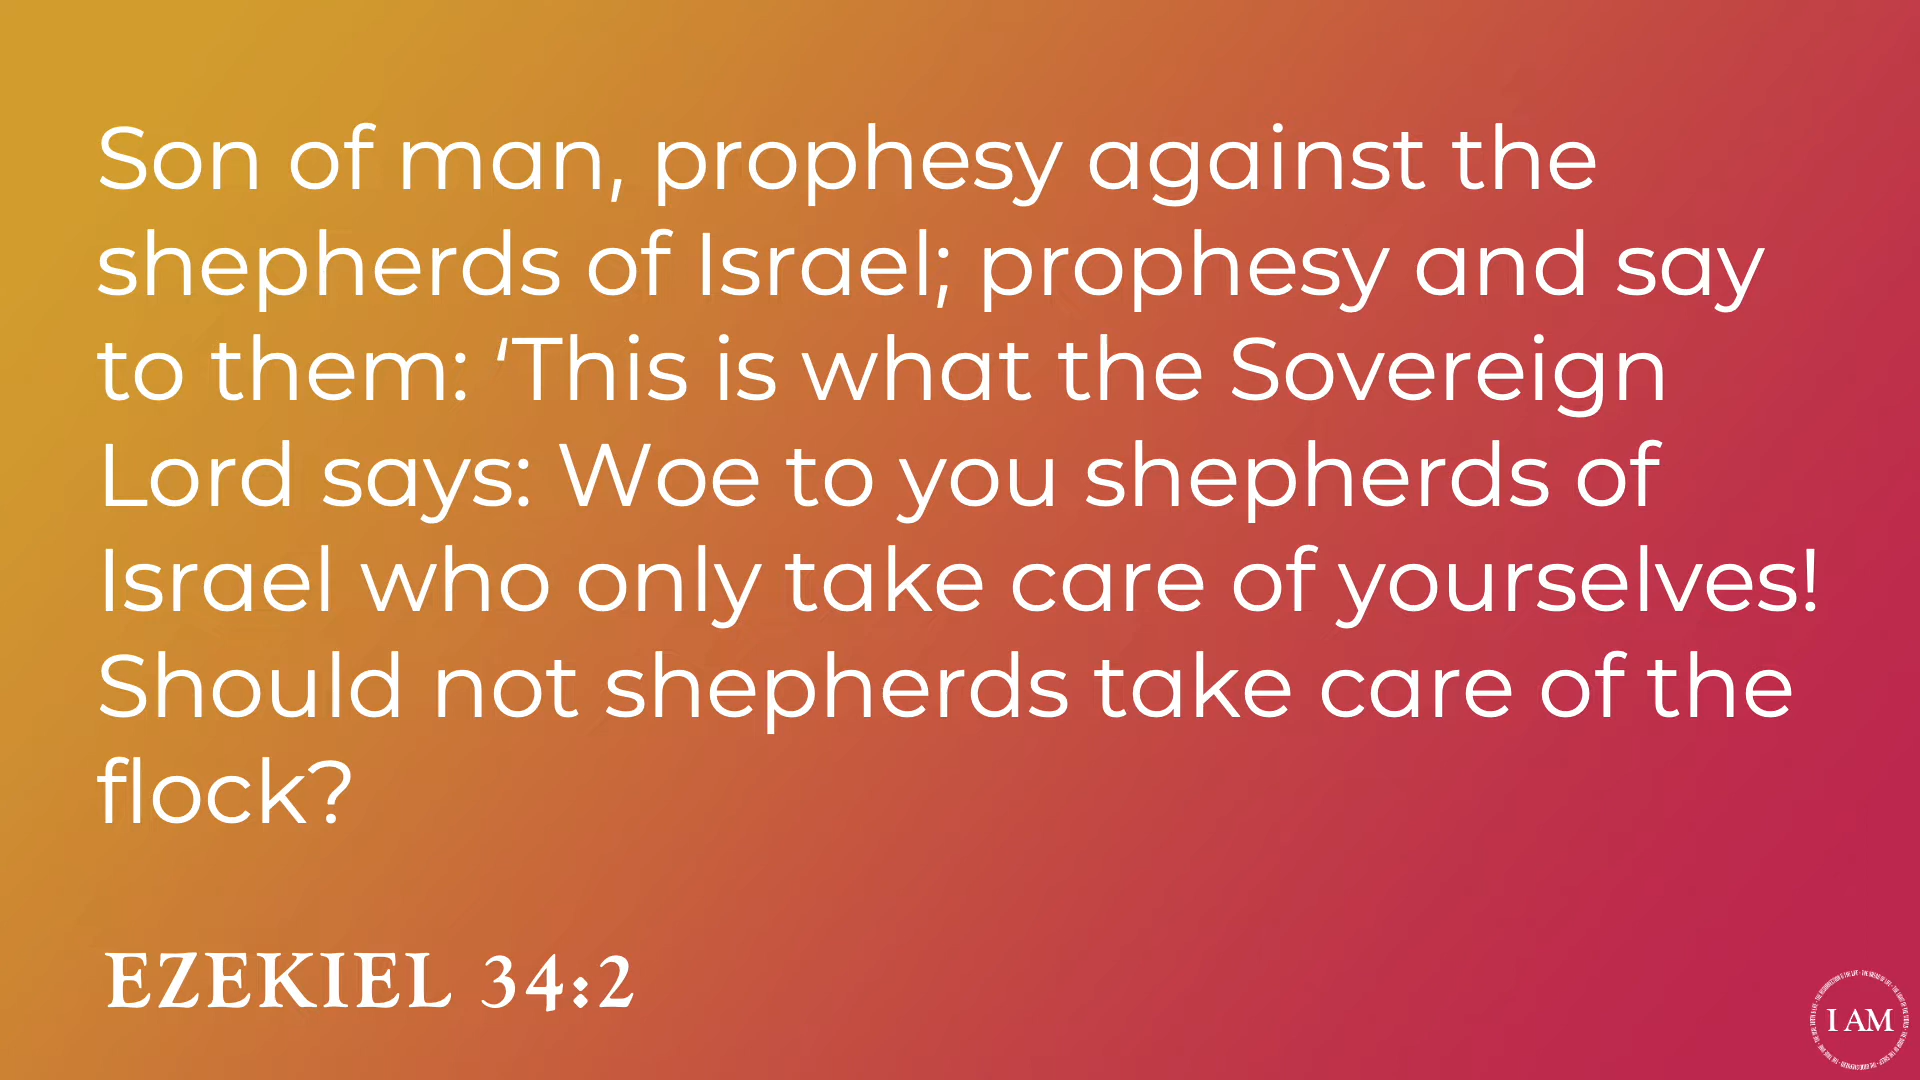 Son of man, prophesy against the
shepherds of Israel; prophesy and say
to them: ‘This is what the Sovereign
Lord says: Woe to you shepherds of
Israel who only take care of yourselves!
Should not shepherds take care of the
flock?
EZEKIEL 34:2
I AM